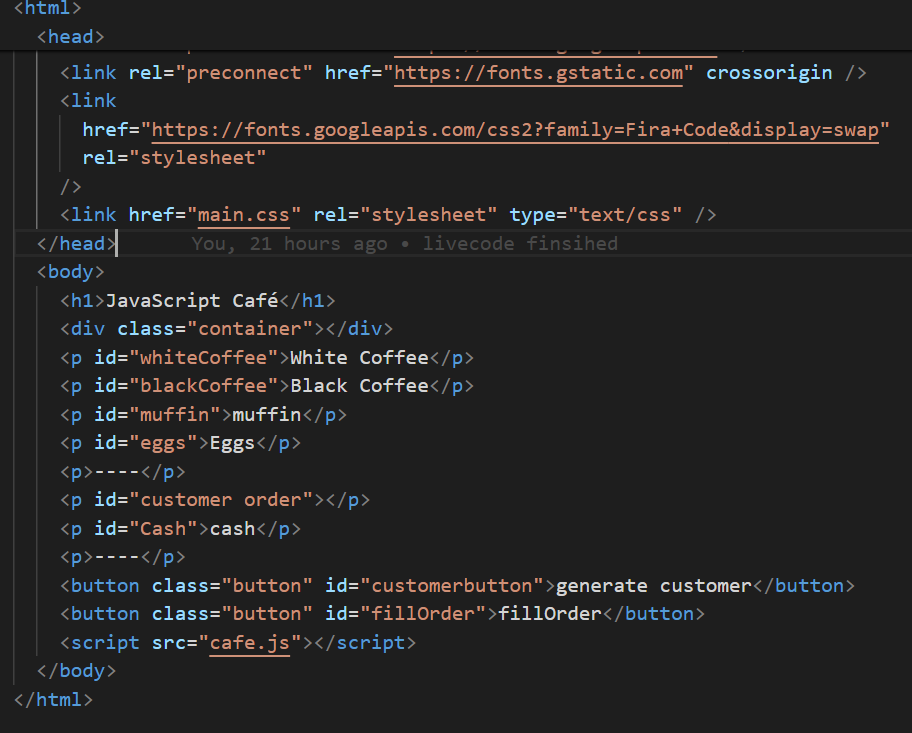 <html>
<head>
<link rel="preconnect" href="https://fonts.gstatic.com" crossorigin />
<link
href="https://fonts.googleapis.com/css2?family=Fira+Code&display=swap"
rel="stylesheet"
/>
<link href="main.css" rel="stylesheet" type="text/css" />
</head> You, 21 hours ago • livecode finsihed
<body>
<h1>JavaScript Café</h1>
<div class="container"></div>
<p id="whiteCoffee">White Coffee</p>
<p id="blackCoffee">Black Coffee</p>
<p id="muffin">muffin</p>
<p id="eggs">Eggs</p>
<p>----</p>
<p id="customer order"></p>
<p id="Cash">cash</p>
<p>----</p>
<button class="button" id="customerbutton">generate customer</button>
<button class="button" id="fillOrder">fillOrder</button>
<script src="cafe.js"></script>
</body>
</html>